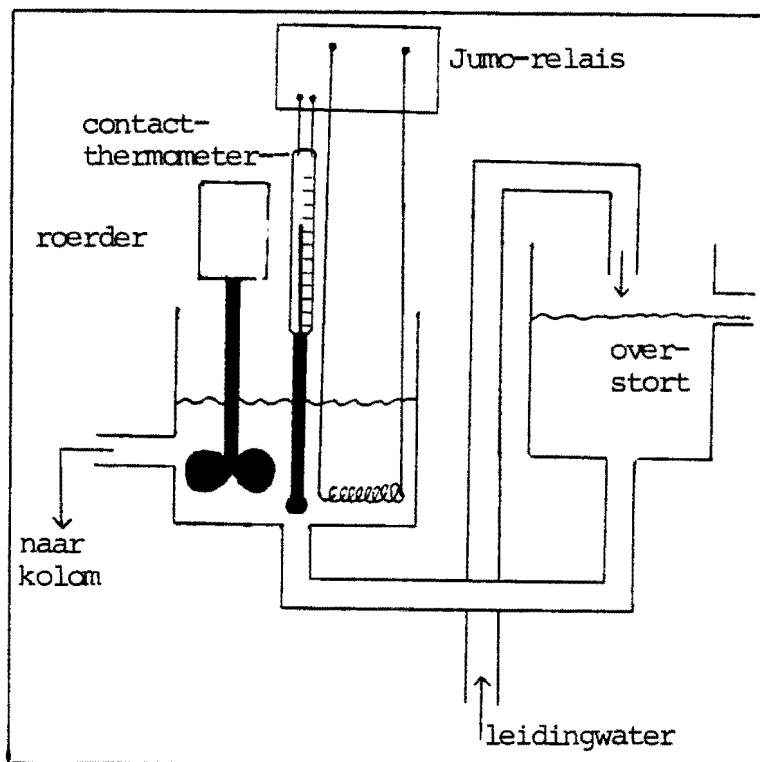 Jumo-relais
contact-
thermometer
roerder
over-
stort
naar
kolom
leidingwater